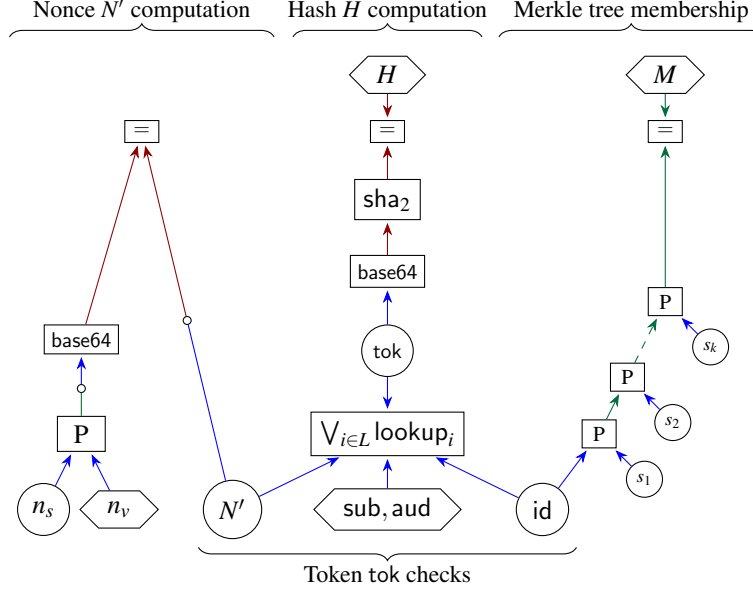 Nonce N′ computation
Hash H computation
Merkle tree membership
H
M
=
=
=
sha₂
base64
P
base64
tok
s_k
P
s_2
P
P
⋁_{i∈L} lookup_i
s_1
n_s
n_v
N′
sub, aud
id
Token tok checks